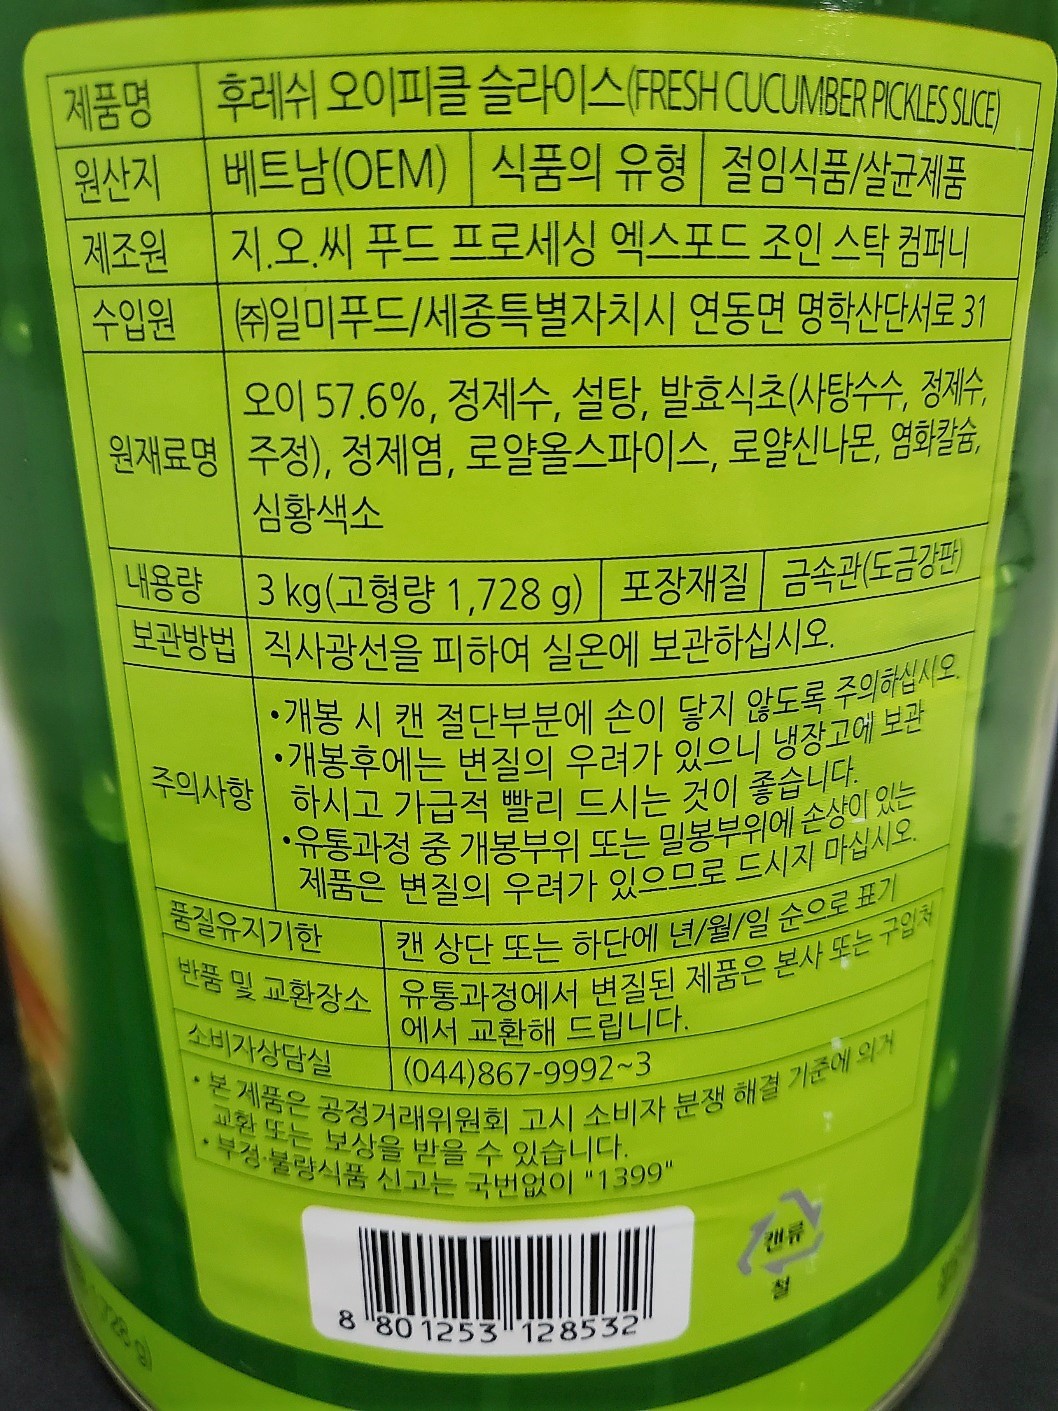 제품명 후레쉬 오이피클 슬라이스(FRESH CUCUMBER PICKLES SLICE)
원산지 베트남(OEM) 식품의 유형 절임식품/살균제품
제조원 지.오.씨 푸드 프로세싱 엑스포드 조인 스탁 컴퍼니
수입원 ㈜일미푸드/세종특별자치시 연동면 명학산단서로 31
원재료명 오이 57.6%, 정제수, 설탕, 발효식초(사탕수수, 정제수,
주정), 정제염, 로얄올스파이스, 로얄신나몬, 염화칼슘,
심황색소
내용량 3 kg(고형량 1,728 g) 포장재질 금속관(도금강판)
보관방법 직사광선을 피하여 실온에 보관하십시오.
주의사항 •개봉 시 캔 절단부분에 손이 닿지 않도록 주의하십시오.
•개봉후에는 변질의 우려가 있으니 냉장고에 보관
하시고 가급적 빨리 드시는 것이 좋습니다.
•유통과정 중 개봉부위 또는 밀봉부위에 손상이 있는
제품은 변질의 우려가 있으므로 드시지 마십시오.
품질유지기한 캔 상단 또는 하단에 년/월/일 순으로 표기
반품 및 교환장소 유통과정에서 변질된 제품은 본사 또는 구입처
에서 교환해 드립니다.
소비자상담실 (044)867-9992~3
• 본 제품은 공정거래위원회 고시 소비자 분쟁 해결 기준에 의거
교환 또는 보상을 받을 수 있습니다.
• 부정·불량식품 신고는 국번없이 "1399"
캔류
철
8 801253 128532